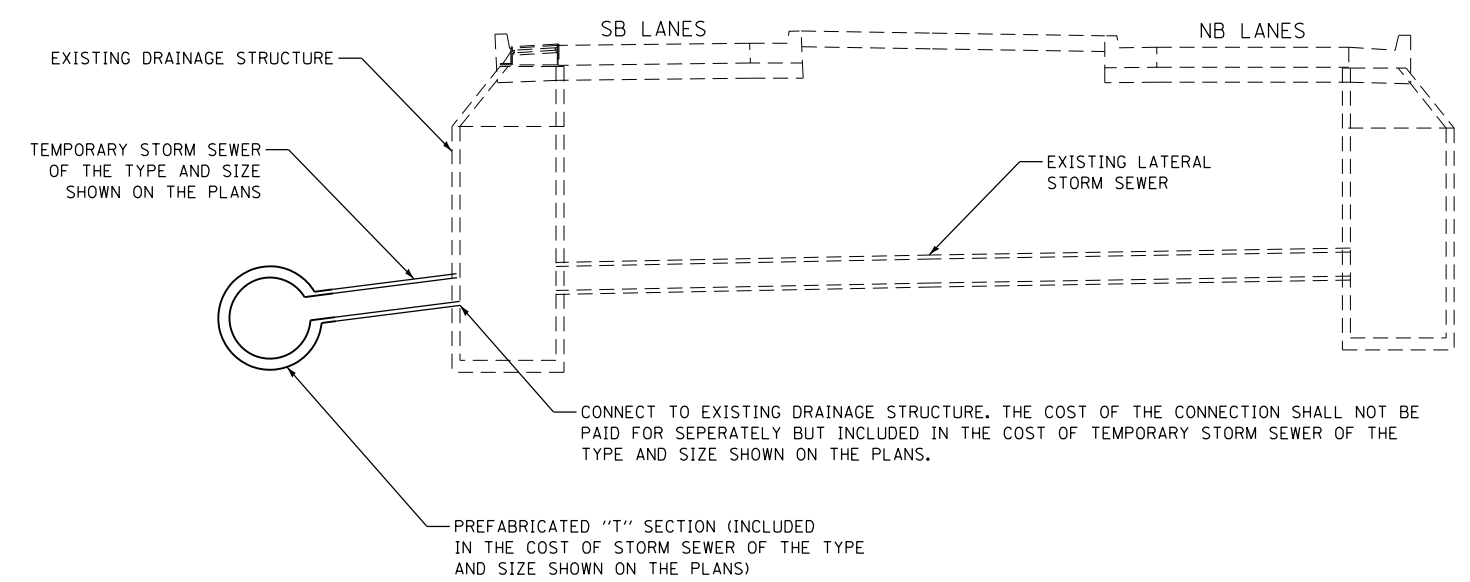 SB LANES
NB LANES
EXISTING DRAINAGE STRUCTURE
TEMPORARY STORM SEWER
OF THE TYPE AND SIZE
SHOWN ON THE PLANS
EXISTING LATERAL
STORM SEWER
CONNECT TO EXISTING DRAINAGE STRUCTURE. THE COST OF THE CONNECTION SHALL NOT BE
PAID FOR SEPERATELY BUT INCLUDED IN THE COST OF TEMPORARY STORM SEWER OF THE
TYPE AND SIZE SHOWN ON THE PLANS.
PREFABRICATED "T" SECTION (INCLUDED
IN THE COST OF STORM SEWER OF THE TYPE
AND SIZE SHOWN ON THE PLANS)